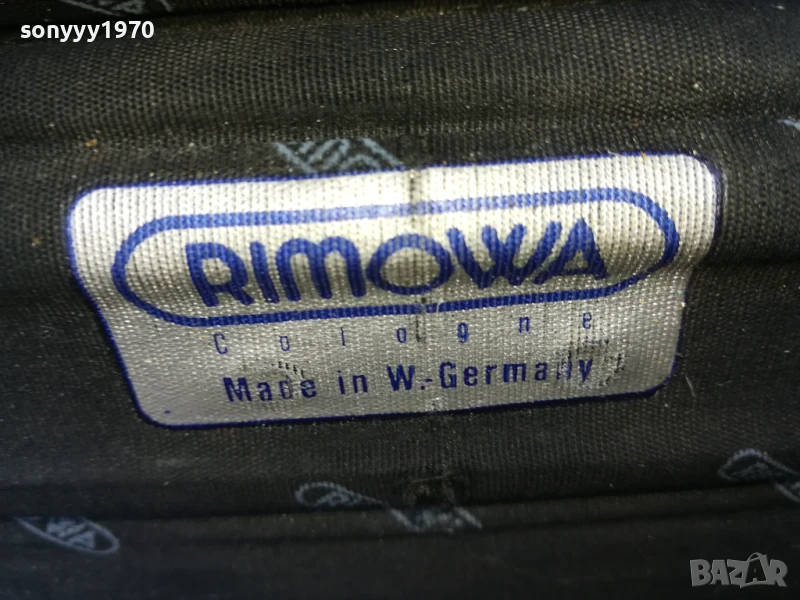 sonyyy1970
RIMOWA
Cologne
Made in W.-Germany
BAZAR